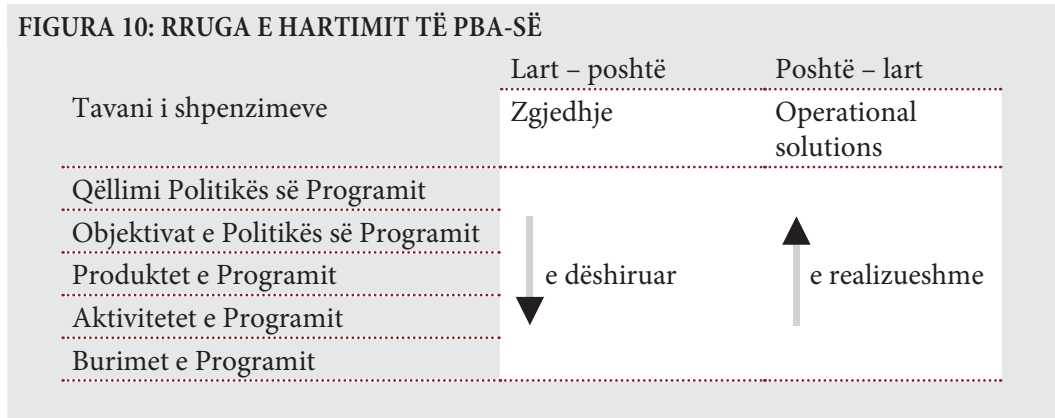 FIGURA 10: RRUGA E HARTIMIT TË PBA-SË
Lart – poshtë Poshtë – lart
Tavani i shpenzimeve Zgjedhje Operational
solutions
Qëllimi Politikës së Programit
Objektivat e Politikës së Programit
Produktet e Programit e dëshiruar e realizueshme
Aktivitetet e Programit
Burimet e Programit